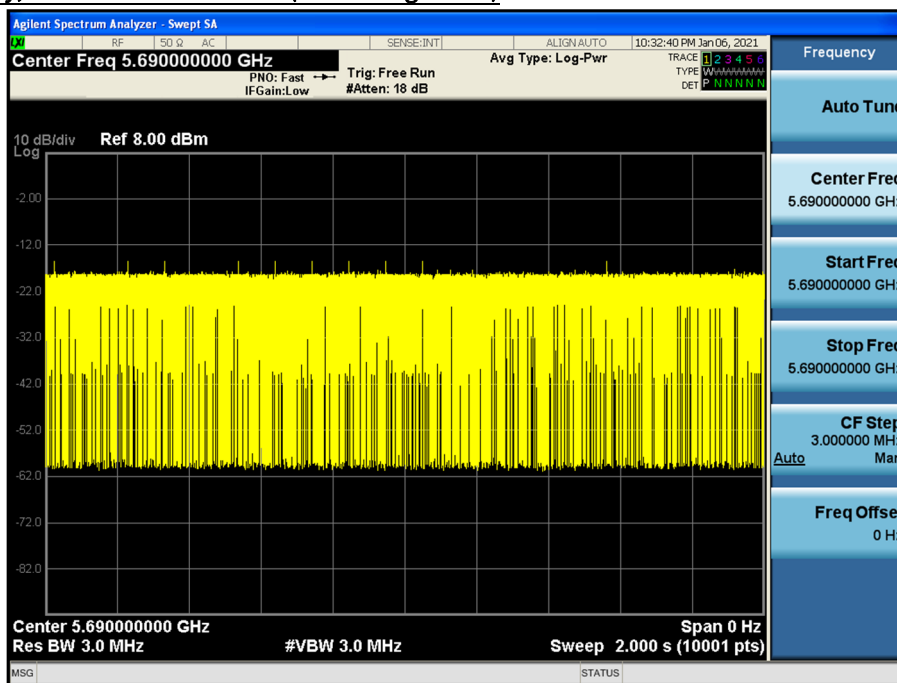 Agilent Spectrum Analyzer - Swept SA
LXI RF 50 Ω AC SENSE:INT ALIGN AUTO 10:32:40 PM Jan 06, 2021
Center Freq 5.690000000 GHz
PNO: Fast
IFGain:Low
Trig: Free Run
#Atten: 18 dB
Avg Type: Log-Pwr
TRACE 1 2 3 4 5 6
TYPE W
DET P N N N N N
10 dB/div Ref 8.00 dBm
Log
-2.00
-12.0
-22.0
-32.0
-42.0
-52.0
-62.0
-72.0
-82.0
Center 5.690000000 GHz Span 0 Hz
Res BW 3.0 MHz #VBW 3.0 MHz Sweep 2.000 s (10001 pts)
MSG STATUS
Frequency
Auto Tune
Center Freq
5.690000000 GH
Start Freq
5.690000000 GH
Stop Freq
5.690000000 GH
CF Step
3.000000 MH
Auto Man
Freq Offse
0 H